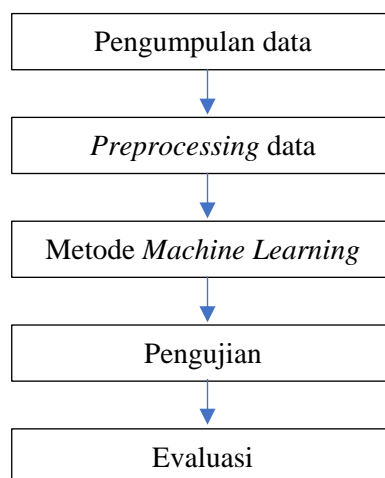 Pengumpulan data
Preprocessing data
Metode Machine Learning
Pengujian
Evaluasi